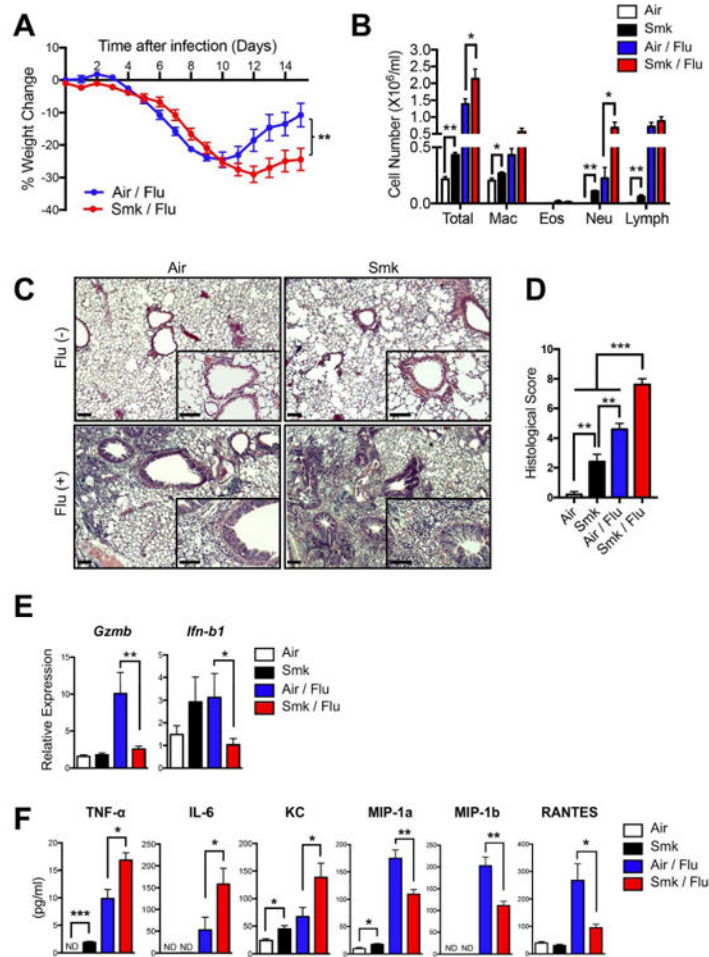 A
Time after infection (Days)
0 2 4 6 8 10 12 14
10
0
-10
-20
-30
-40
% Weight Change
**
Air / Flu
Smk / Flu
B
Air
Smk
Air / Flu
Smk / Flu
Cell Number (X10⁶/ml)
3.0
2.5
2.0
1.5
1.0
0.5
0.0
** * * ** * **
Total Mac Eos Neu Lymph
C
Air Smk
Flu (-)
Flu (+)
D
Histological Score
10
8
6
4
2
0
***
**
**
Air Smk Air / Flu Smk / Flu
E
Gzmb Ifn-b1
Relative Expression
15
10
5
0
**
5
4
3
2
1
0
*
Air
Smk
Air / Flu
Smk / Flu
F
TNF-α IL-6 KC MIP-1a MIP-1b RANTES
(pg/ml)
20
15
10
5
0
*** *
ND
250
200
150
100
50
0
*
ND ND
200
150
100
50
0
* *
200
150
100
50
0
* **
250
200
150
100
50
0
**
ND ND
400
300
200
100
0
*
Air
Smk
Air / Flu
Smk / Flu